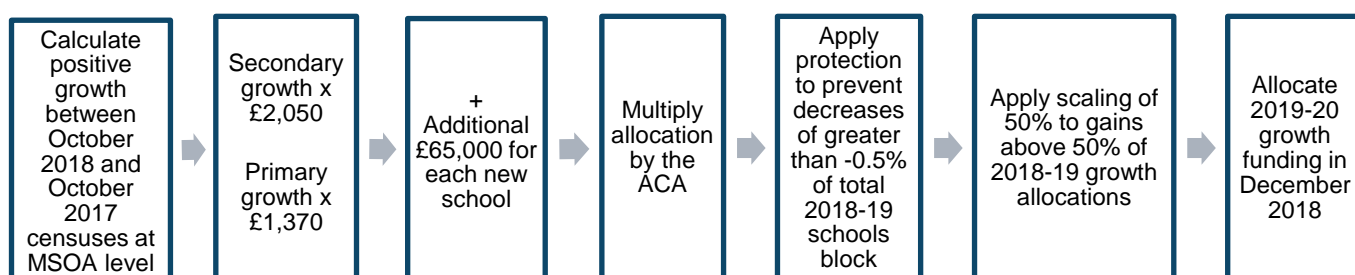 Calculate
positive
growth
between
October
2018 and
October
2017
censuses at
MSOA level
Secondary
growth x
£2,050
Primary
growth x
£1,370
+
Additional
£65,000 for
each new
school
Multiply
allocation
by the
ACA
Apply
protection
to prevent
decreases
of greater
than -0.5%
of total
2018-19
schools
block
Apply scaling of
50% to gains
above 50% of
2018-19 growth
allocations
Allocate
2019-20
growth
funding in
December
2018